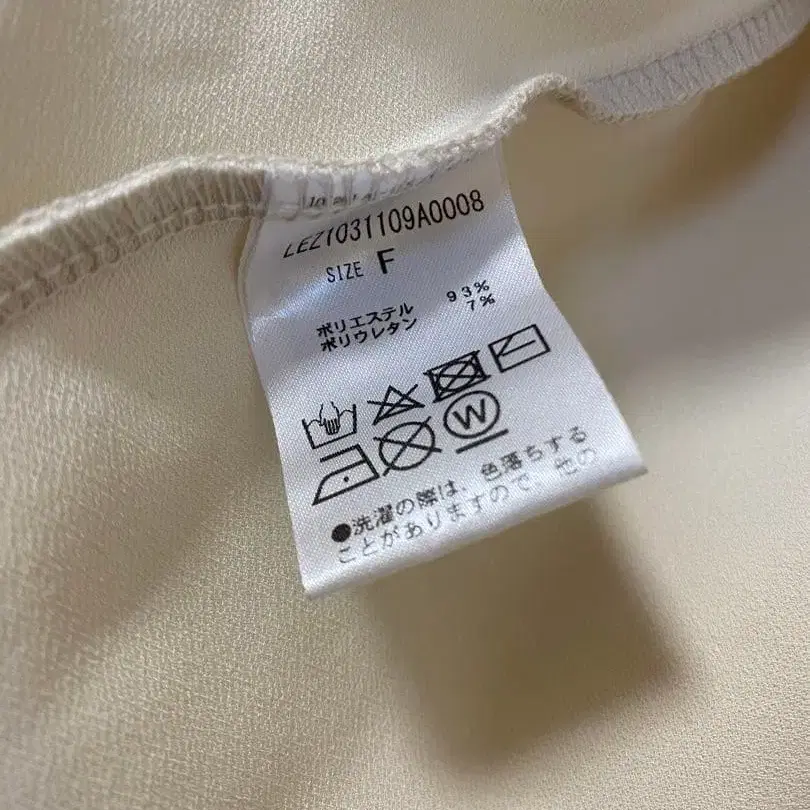 LEZ1031109A0008
SIZE F
ポリエステル 93%
ポリウレタン 7%
W
●洗濯の際は、色落ちする
ことがありますので、他の